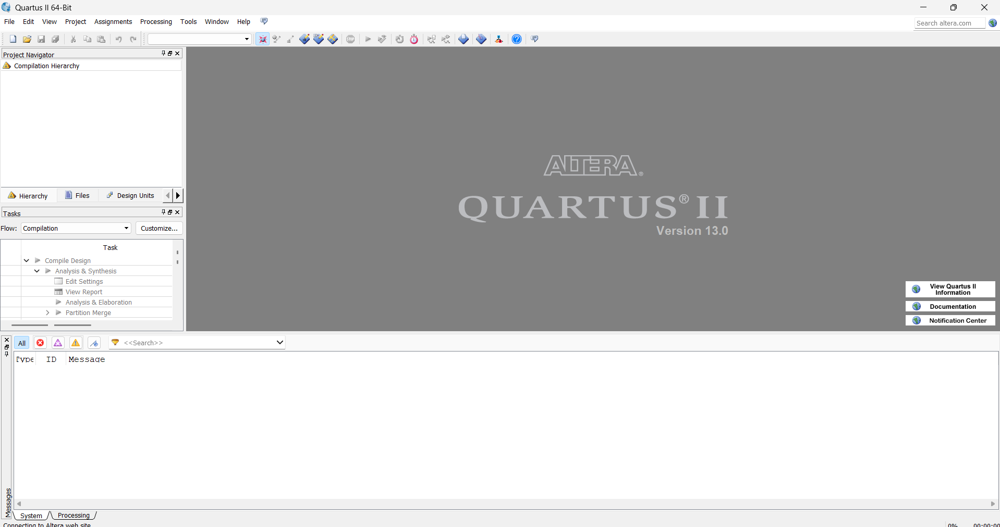 Quartus II 64-Bit
File Edit View Project Assignments Processing Tools Window Help
Search altera.com
STOP
Project Navigator
Compilation Hierarchy
Hierarchy Files Design Units
Tasks
Flow: Compilation Customize...
Task
Compile Design
Analysis & Synthesis
Edit Settings
View Report
Analysis & Elaboration
Partition Merge
ALTERA®
QUARTUS® II
Version 13.0
View Quartus II
Information
Documentation
Notification Center
All <<Search>>
Type ID Message
Messages
System Processing
Connecting to Altera web site
0% 00:00:00